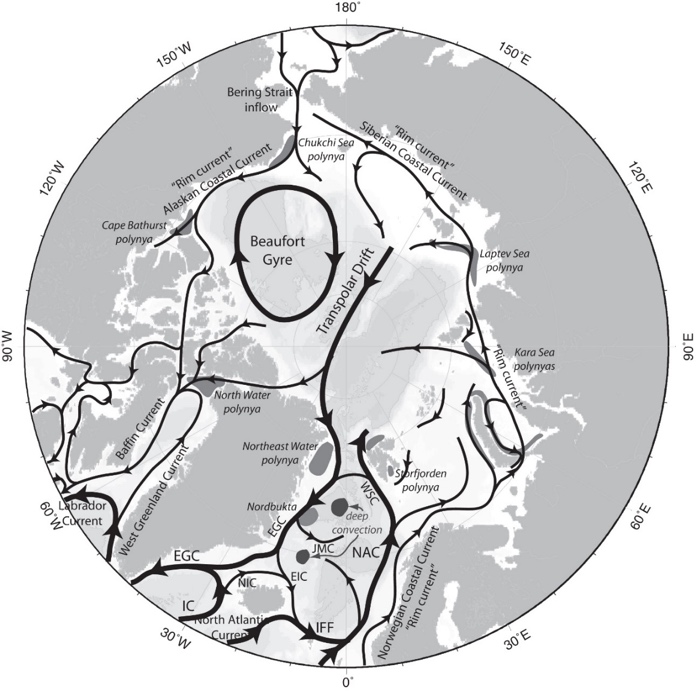 180˚
150˚W
150˚E
Bering Strait
inflow
"Rim current"
Siberian Coastal Current
Chukchi Sea
polynya
"Rim current"
Alaskan Coastal Current
120˚W
120˚E
Cape Bathurst
polynya
Beaufort
Gyre
Laptev Sea
polynya
Transpolar Drift
90˚W
90˚E
Kara Sea
polynyas
"Rim current"
North Water
polynya
Baffin Current
Northeast Water
polynya
West Greenland Current
Storfjorden
polynya
WSC
Labrador
Current
60˚W
60˚E
Nordbukta
deep
convection
EGC
JMC
NAC
EGC
EIC
NIC
Norwegian Coastal Current
"Rim current"
IC
North Atlantic
Current
IFF
30˚W
30˚E
0˚